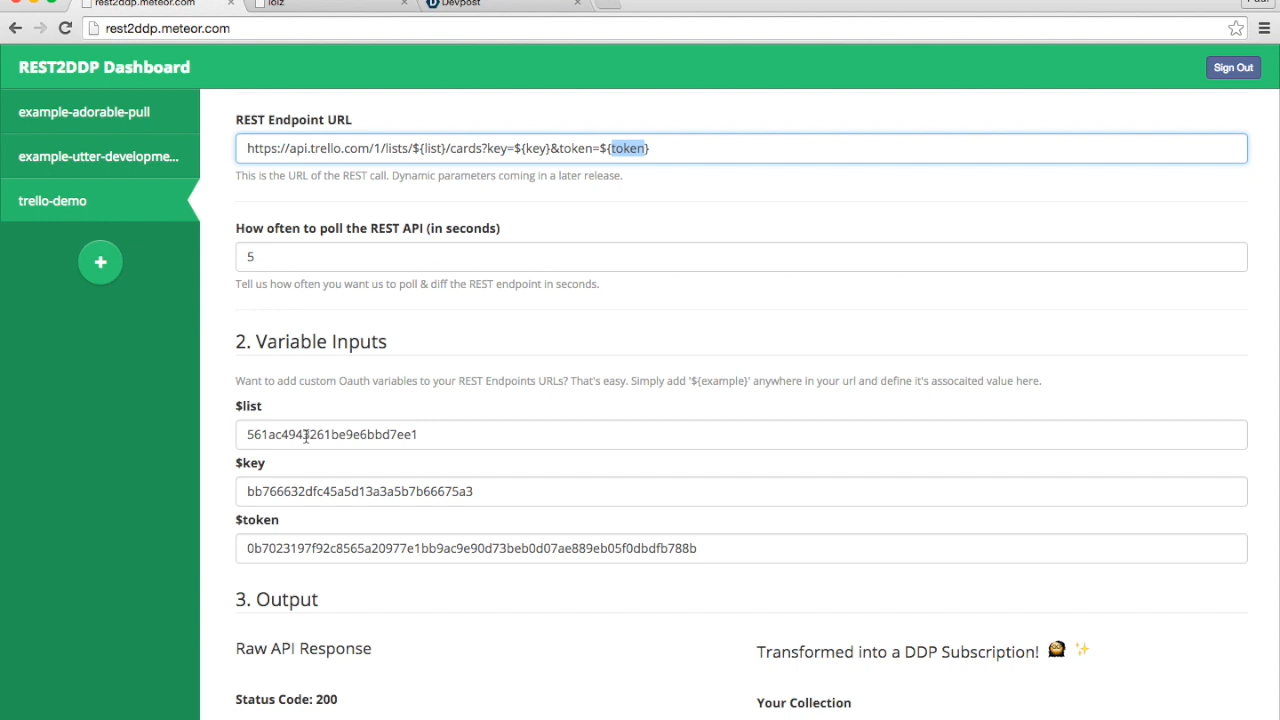 rest2ddp.meteor.com
lolz
Devpost
rest2ddp.meteor.com
REST2DDP Dashboard
Sign Out
example-adorable-pull
example-utter-developme...
trello-demo
+
REST Endpoint URL
https://api.trello.com/1/lists/${list}/cards?key=${key}&token=${token}
This is the URL of the REST call. Dynamic parameters coming in a later release.
How often to poll the REST API (in seconds)
5
Tell us how often you want us to poll & diff the REST endpoint in seconds.
2. Variable Inputs
Want to add custom Oauth variables to your REST Endpoints URLs? That's easy. Simply add '${example}' anywhere in your url and define it's assocaited value here.
$list
$key
bb766632dfc45a5d13a3a5b7b66675a3
$token
0b7023197f92c8565a20977e1bb9ac9e90d73beb0d07ae889eb05f0dbdfb788b
3. Output
Raw API Response
Transformed into a DDP Subscription!
Status Code: 200
Your Collection